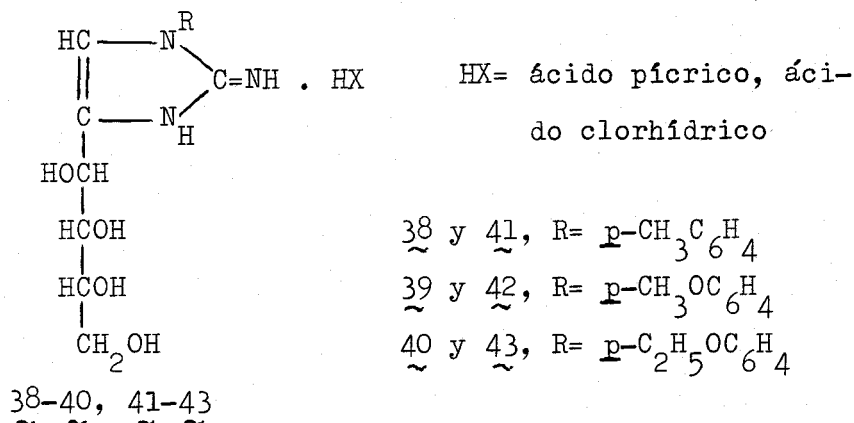 R
HC N
C=NH . HX
C N
H
HOCH
HCOH
HCOH
CH2OH
38-40, 41-43
HX= ácido pícrico, áci-
do clorhídrico
38 y 41, R= p-CH3C6H4
39 y 42, R= p-CH3OC6H4
40 y 43, R= p-C2H5OC6H4